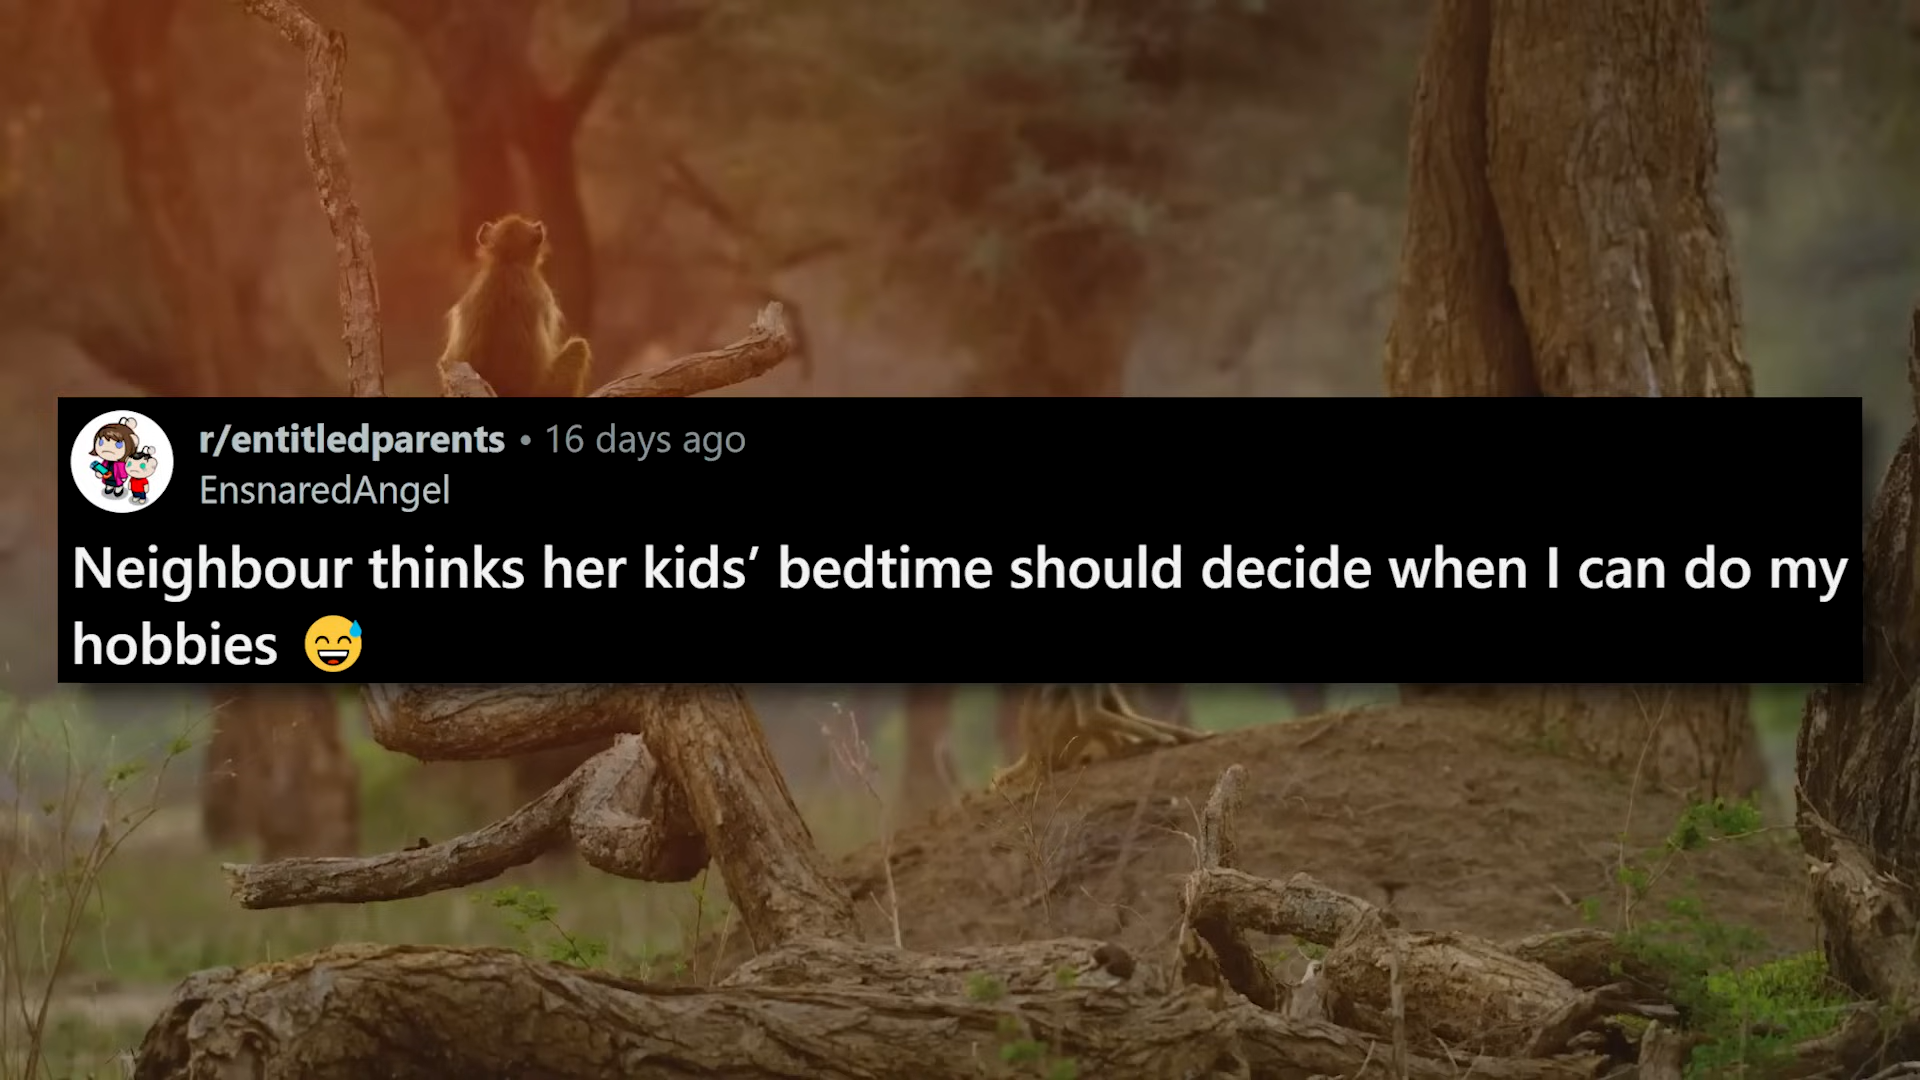 r/entitledparents • 16 days ago
EnsnaredAngel
Neighbour thinks her kids’ bedtime should decide when I can do my
hobbies 😅